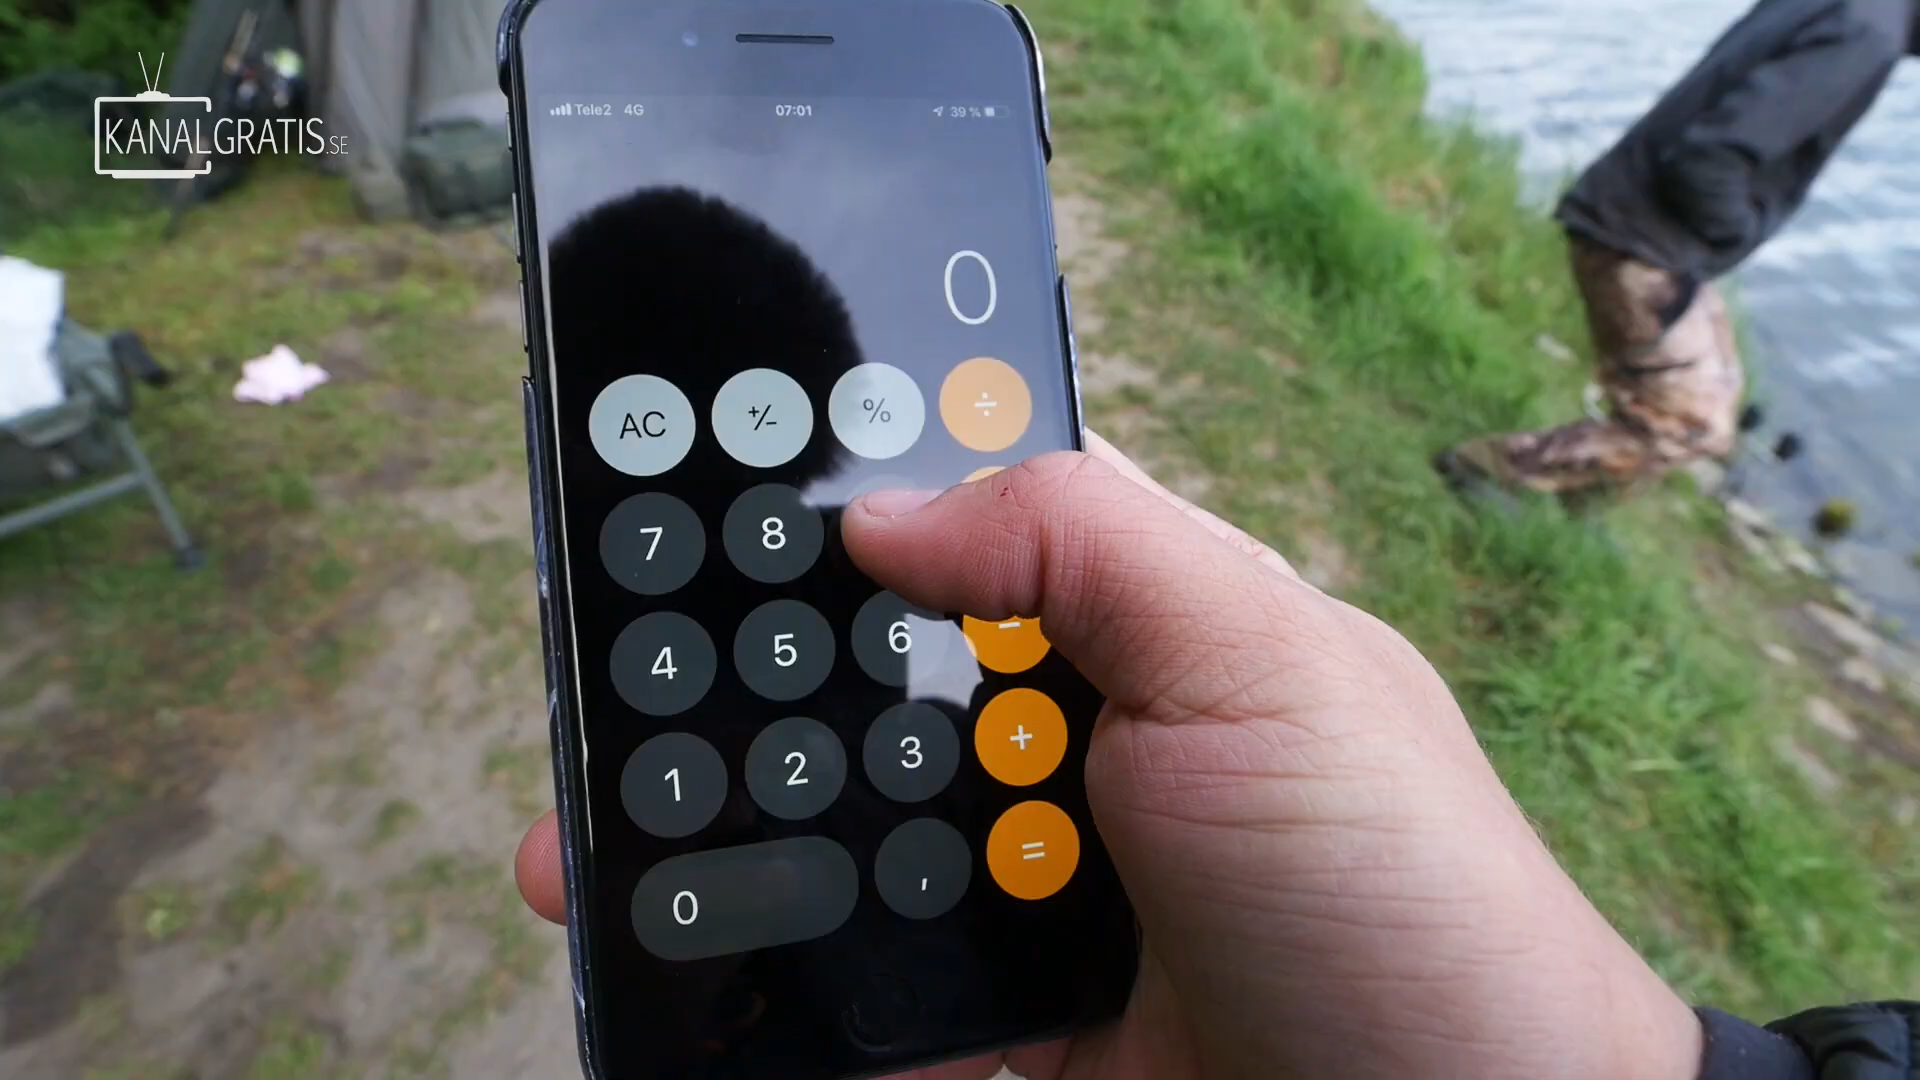 KANALGRATIS.SE
Tele2 4G 07:01 39 %
0
AC +/- % ÷
7 8
4 5 6 −
1 2 3 +
0 , =